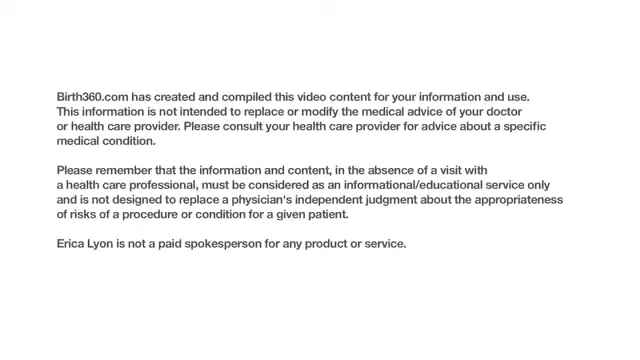 Birth360.com has created and compiled this video content for your information and use.
This information is not intended to replace or modify the medical advice of your doctor
or health care provider. Please consult your health care provider for advice about a specific
medical condition.
Please remember that the information and content, in the absence of a visit with
a health care professional, must be considered as an informational/educational service only
and is not designed to replace a physician's independent judgment about the appropriateness
of risks of a procedure or condition for a given patient.
Erica Lyon is not a paid spokesperson for any product or service.